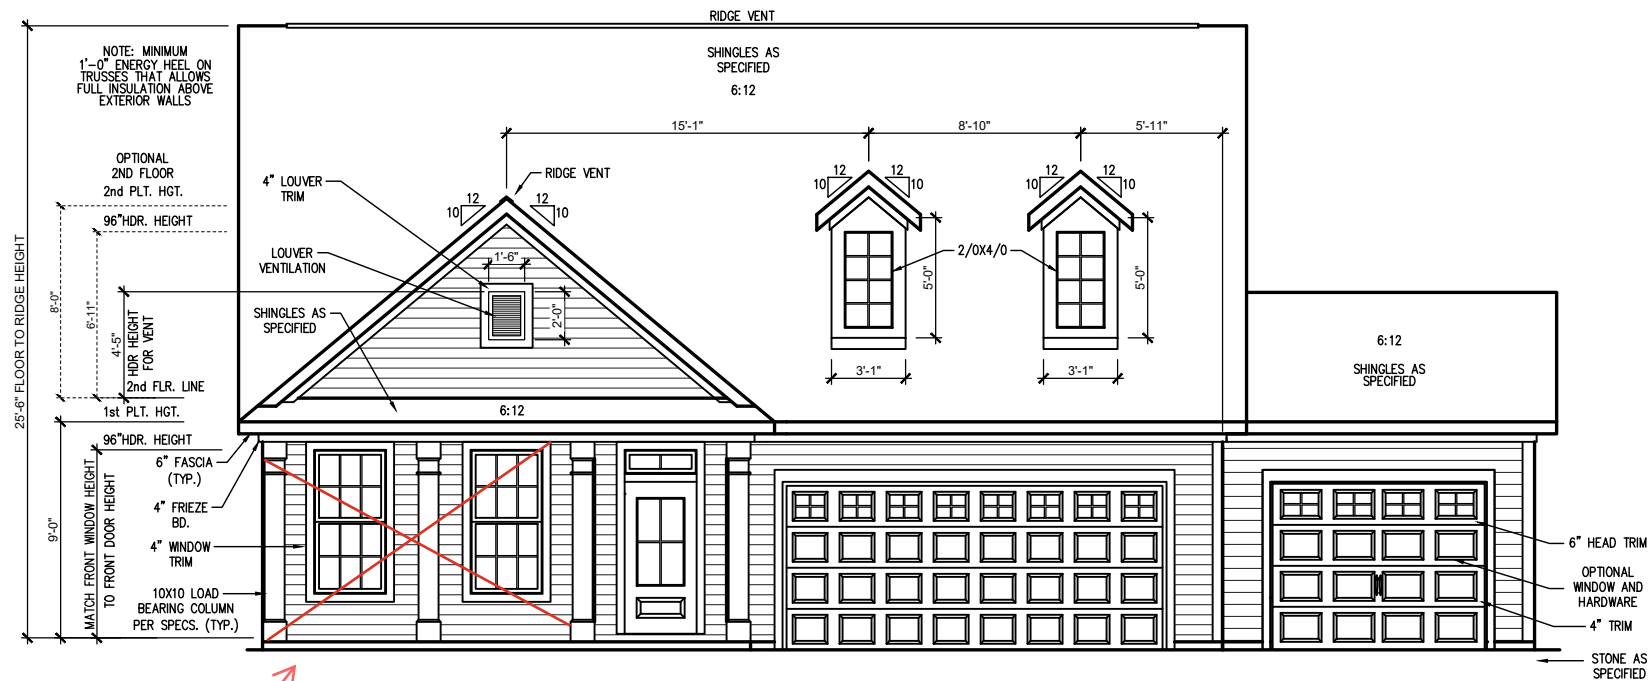 RIDGE VENT
NOTE: MINIMUM
1'-0" ENERGY HEEL ON
TRUSSES THAT ALLOWS
FULL INSULATION ABOVE
EXTERIOR WALLS
SHINGLES AS
SPECIFIED
6:12
15'-1"
8'-10"
5'-11"
OPTIONAL
2ND FLOOR
2nd PLT. HGT.
96"HDR. HEIGHT
4" LOUVER
TRIM
RIDGE VENT
12
12
10
10
12
12
10
10
12
12
10
10
LOUVER
VENTILATION
1'-6"
2'-0"
2/0X4/0
5'-0"
5'-0"
3'-1"
3'-1"
SHINGLES AS
SPECIFIED
6:12
6:12
SHINGLES AS
SPECIFIED
25'-6" FLOOR TO RIDGE HEIGHT
8'-0"
6'-11"
4'-5"
HDR HEIGHT
FOR VENT
2nd FLR. LINE
1st PLT. HGT.
96"HDR. HEIGHT
9'-0"
MATCH FRONT WINDOW HEIGHT
TO FRONT DOOR HEIGHT
6" FASCIA
(TYP.)
4" FRIEZE
BD.
4" WINDOW
TRIM
10X10 LOAD
BEARING COLUMN
PER SPECS. (TYP.)
6" HEAD TRIM
OPTIONAL
WINDOW AND
HARDWARE
4" TRIM
STONE AS
SPECIFIED